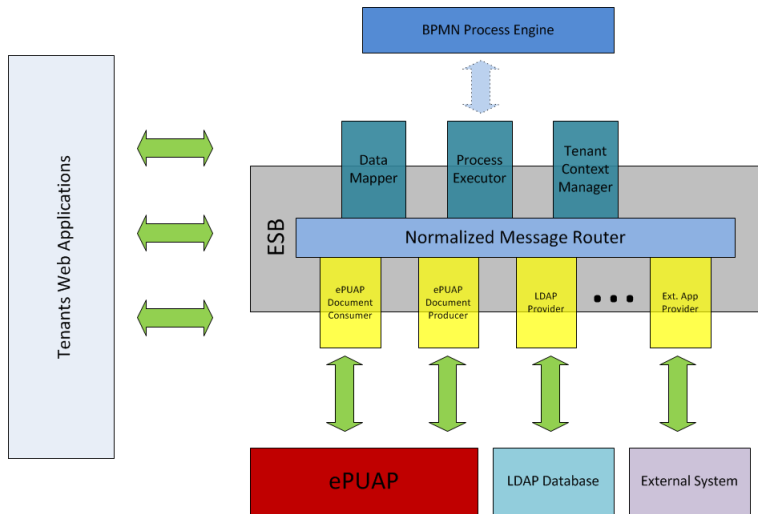 BPMN Process Engine
Tenants Web Applications
Data
Mapper
Process
Executor
Tenant
Context
Manager
ESB
Normalized Message Router
ePUAP
Document
Consumer
ePUAP
Document
Producer
LDAP
Provider
...
Ext. App
Provider
ePUAP
LDAP Database
External System